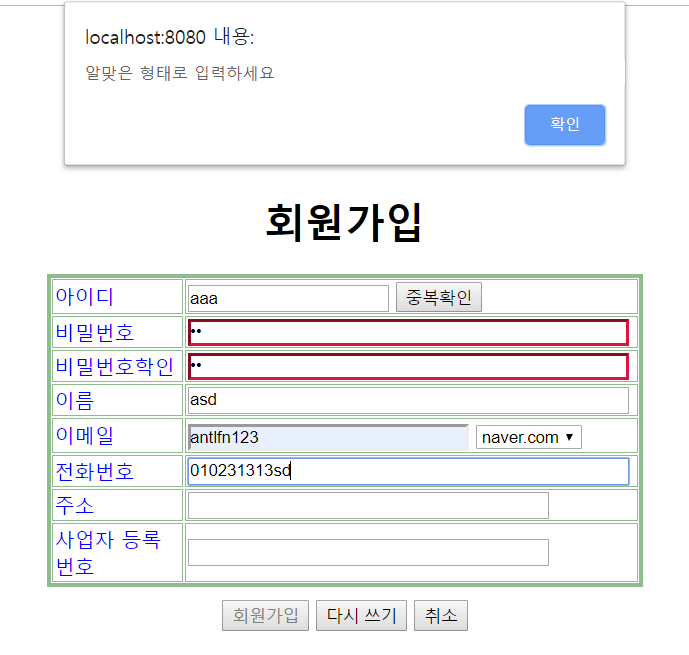 localhost:8080 내용:
알맞은 형태로 입력하세요
확인
회원가입
아이디 aaa 중복확인
비밀번호 ••
비밀번호학인 ••
이름 asd
이메일 antlfn123 naver.com ▼
전화번호 010231313sd
주소
사업자 등록
번호
회원가입 다시 쓰기 취소